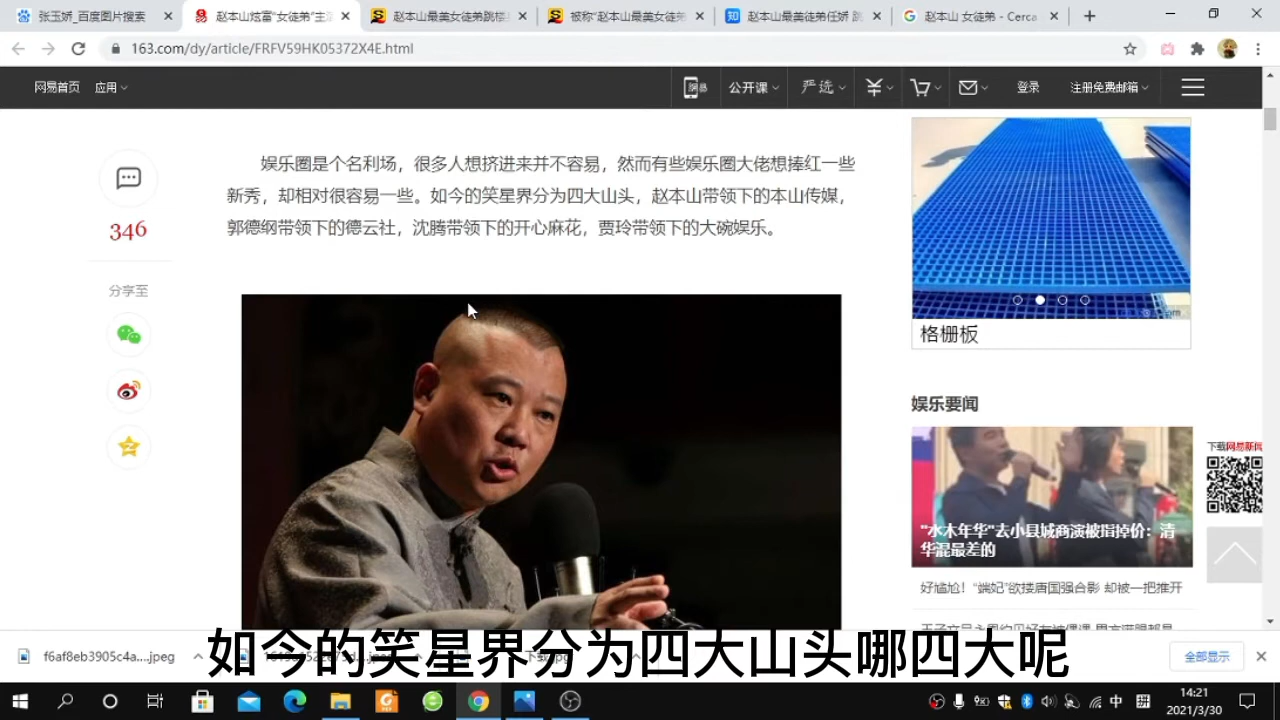 张玉娇_百度图片搜索
赵本山炫富"女徒弟"主
赵本山最美女徒弟跳槽
被称"赵本山最美女徒弟
赵本山最美徒弟任娇 跳
赵本山 女徒弟 - Cerca
163.com/dy/article/FRFV59HK05372X4E.html
网易首页 应用
公开课 严选
登录 注册免费邮箱
娱乐圈是个名利场，很多人想挤进来并不容易，然而有些娱乐圈大佬想捧红一些
新秀，却相对很容易一些。如今的笑星界分为四大山头，赵本山带领下的本山传媒，
郭德纲带领下的德云社，沈腾带领下的开心麻花，贾玲带领下的大碗娱乐。
346
分享至
格栅板
娱乐要闻
下载网易新闻
"水木年华"去小县城商演被指掉价：清
华混最差的
好尴尬！"端妃"欲搂唐国强合影 却被一把推开
如今的笑星界分为四大山头哪四大呢
f6af8eb3905c4a....jpeg
全部显示
中 拼
14:21
2021/3/30